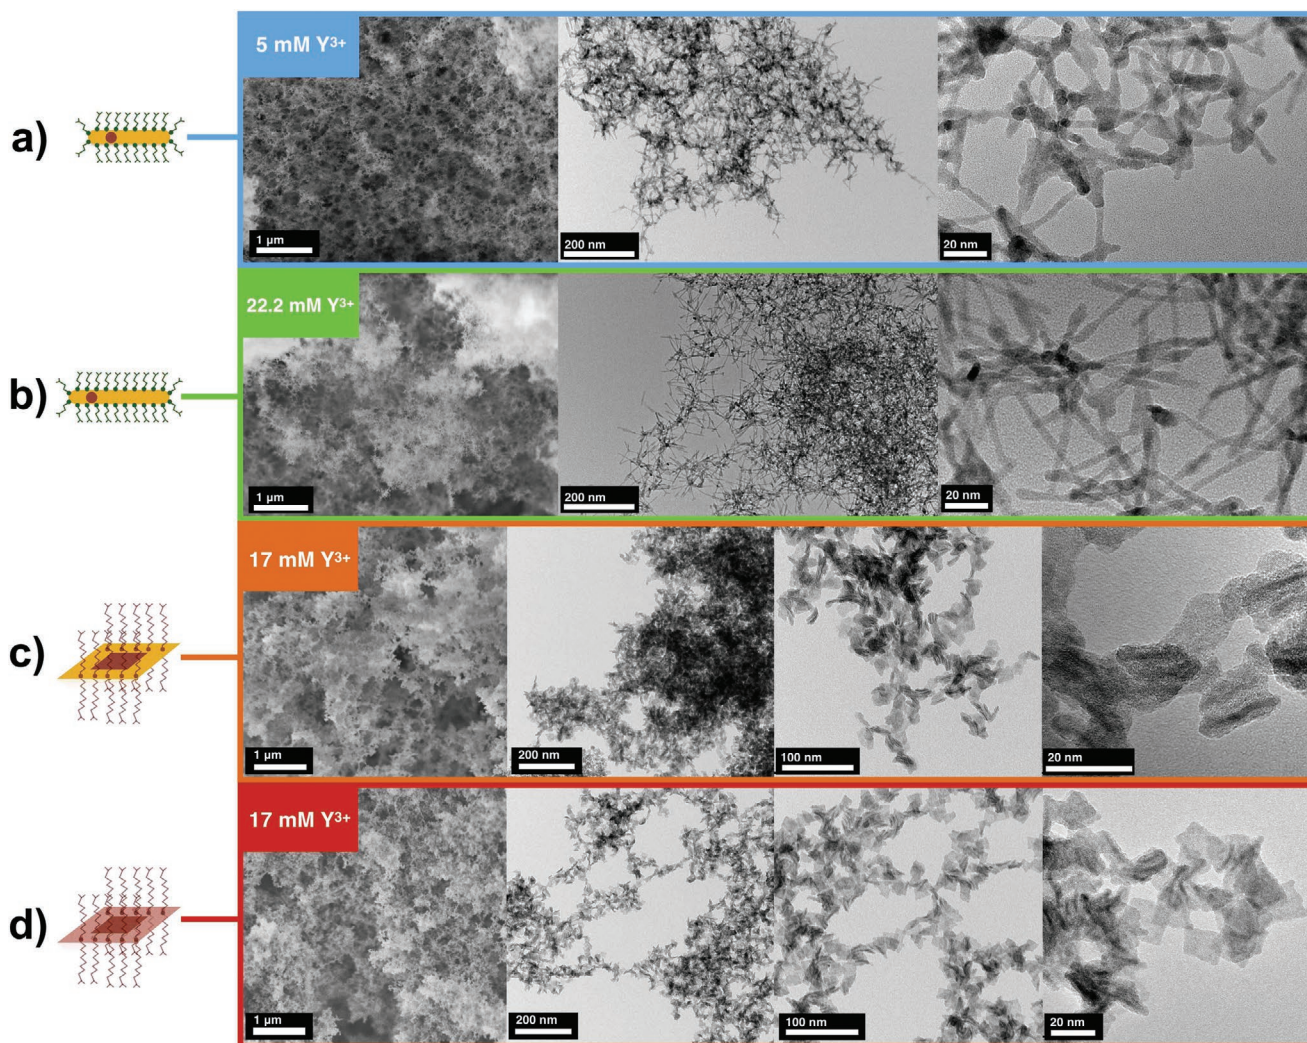 a)
5 mM Y³⁺
1 µm
200 nm
20 nm
b)
22.2 mM Y³⁺
1 µm
200 nm
20 nm
c)
17 mM Y³⁺
1 µm
200 nm
100 nm
20 nm
d)
17 mM Y³⁺
1 µm
200 nm
100 nm
20 nm